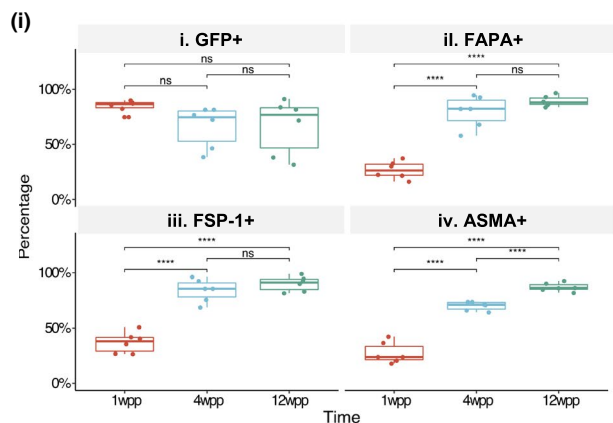 (i)
i. GFP+
iI. FAPA+
ns
ns
ns
****
****
ns
100%
50%
0%
iii. FSP-1+
iv. ASMA+
****
****
ns
****
****
****
100%
50%
0%
Percentage
1wpp 4wpp 12wpp
1wpp 4wpp 12wpp
Time